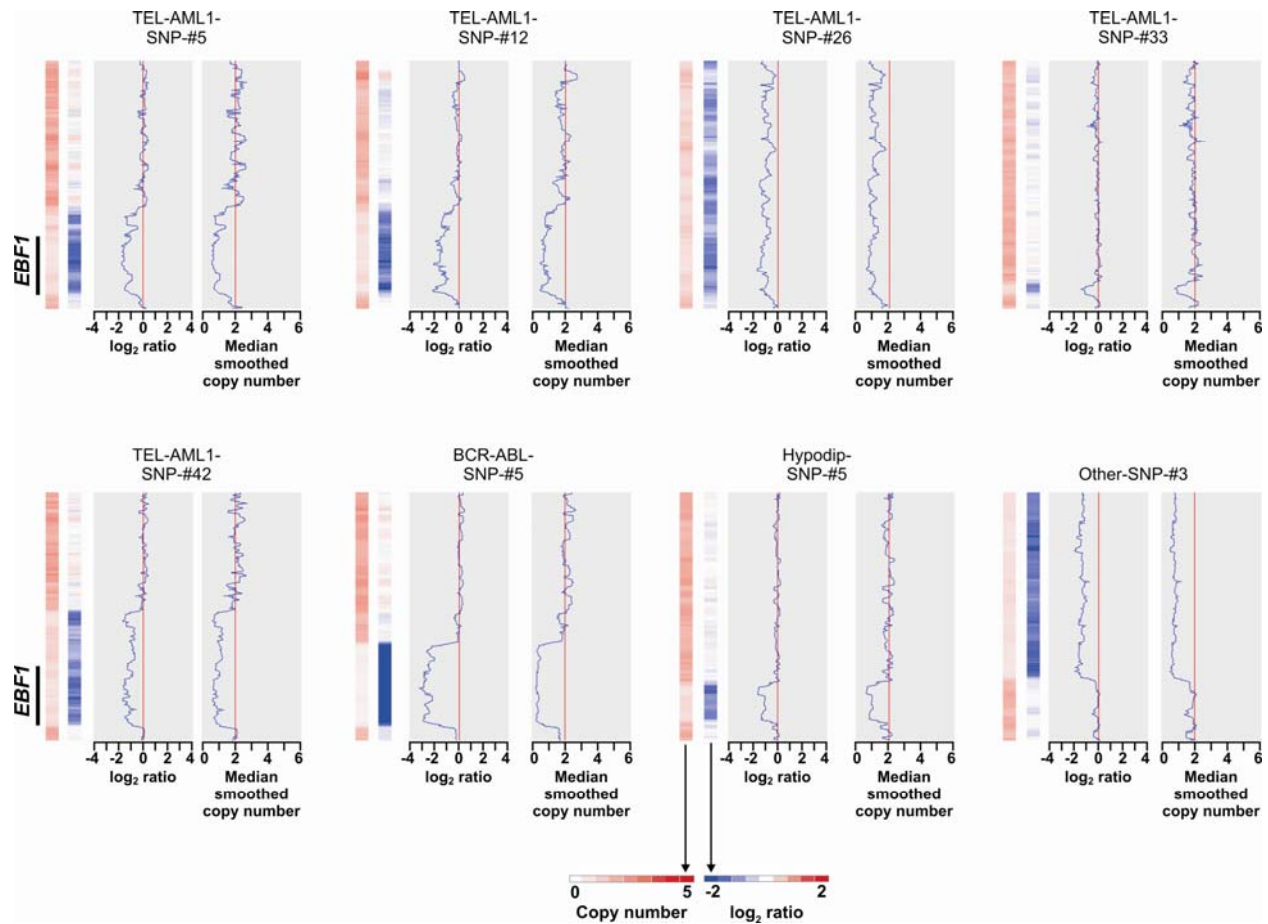 TEL-AML1-
SNP-#5
TEL-AML1-
SNP-#12
TEL-AML1-
SNP-#26
TEL-AML1-
SNP-#33
EBF1
-4 -2 0 2 4
0 2 4 6
-4 -2 0 2 4
0 2 4 6
-4 -2 0 2 4
0 2 4 6
-4 -2 0 2 4
0 2 4 6
log2 ratio
Median
smoothed
copy number
log2 ratio
Median
smoothed
copy number
log2 ratio
Median
smoothed
copy number
log2 ratio
Median
smoothed
copy number
TEL-AML1-
SNP-#42
BCR-ABL-
SNP-#5
Hypodip-
SNP-#5
Other-SNP-#3
EBF1
-4 -2 0 2 4
0 2 4 6
-4 -2 0 2 4
0 2 4 6
-4 -2 0 2 4
0 2 4 6
-4 -2 0 2 4
0 2 4 6
log2 ratio
Median
smoothed
copy number
log2 ratio
Median
smoothed
copy number
log2 ratio
Median
smoothed
copy number
log2 ratio
Median
smoothed
copy number
0 5
Copy number
-2 2
log2 ratio